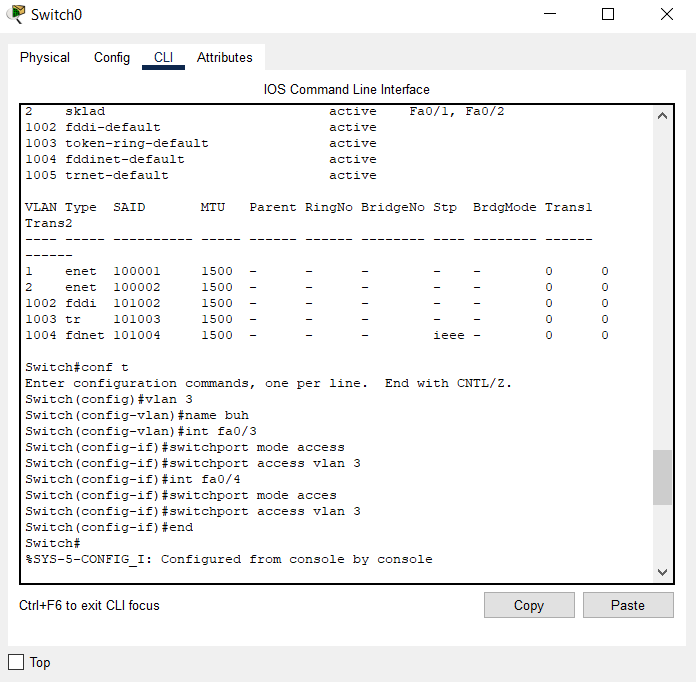 Switch0
Physical Config CLI Attributes
IOS Command Line Interface
2    sklad                            active    Fa0/1, Fa0/2
1002 fddi-default                     active
1003 token-ring-default               active
1004 fddinet-default                  active
1005 trnet-default                    active
VLAN Type  SAID       MTU   Parent RingNo BridgeNo Stp  BrdgMode Trans1
Trans2
---- ----- ---------- ----- ------ ------ -------- ---- -------- ------
------
1    enet  100001     1500  -      -      -        -    -        0      0
2    enet  100002     1500  -      -      -        -    -        0      0
1002 fddi  101002     1500  -      -      -        -    -        0      0
1003 tr    101003     1500  -      -      -        -    -        0      0
1004 fdnet 101004     1500  -      -      -        ieee -        0      0
Switch#conf t
Enter configuration commands, one per line.  End with CNTL/Z.
Switch(config)#vlan 3
Switch(config-vlan)#name buh
Switch(config-vlan)#int fa0/3
Switch(config-if)#switchport mode access
Switch(config-if)#switchport access vlan 3
Switch(config-if)#int fa0/4
Switch(config-if)#switchport mode acces
Switch(config-if)#switchport access vlan 3
Switch(config-if)#end
Switch#
%SYS-5-CONFIG_I: Configured from console by console
Ctrl+F6 to exit CLI focus
Copy Paste
Top